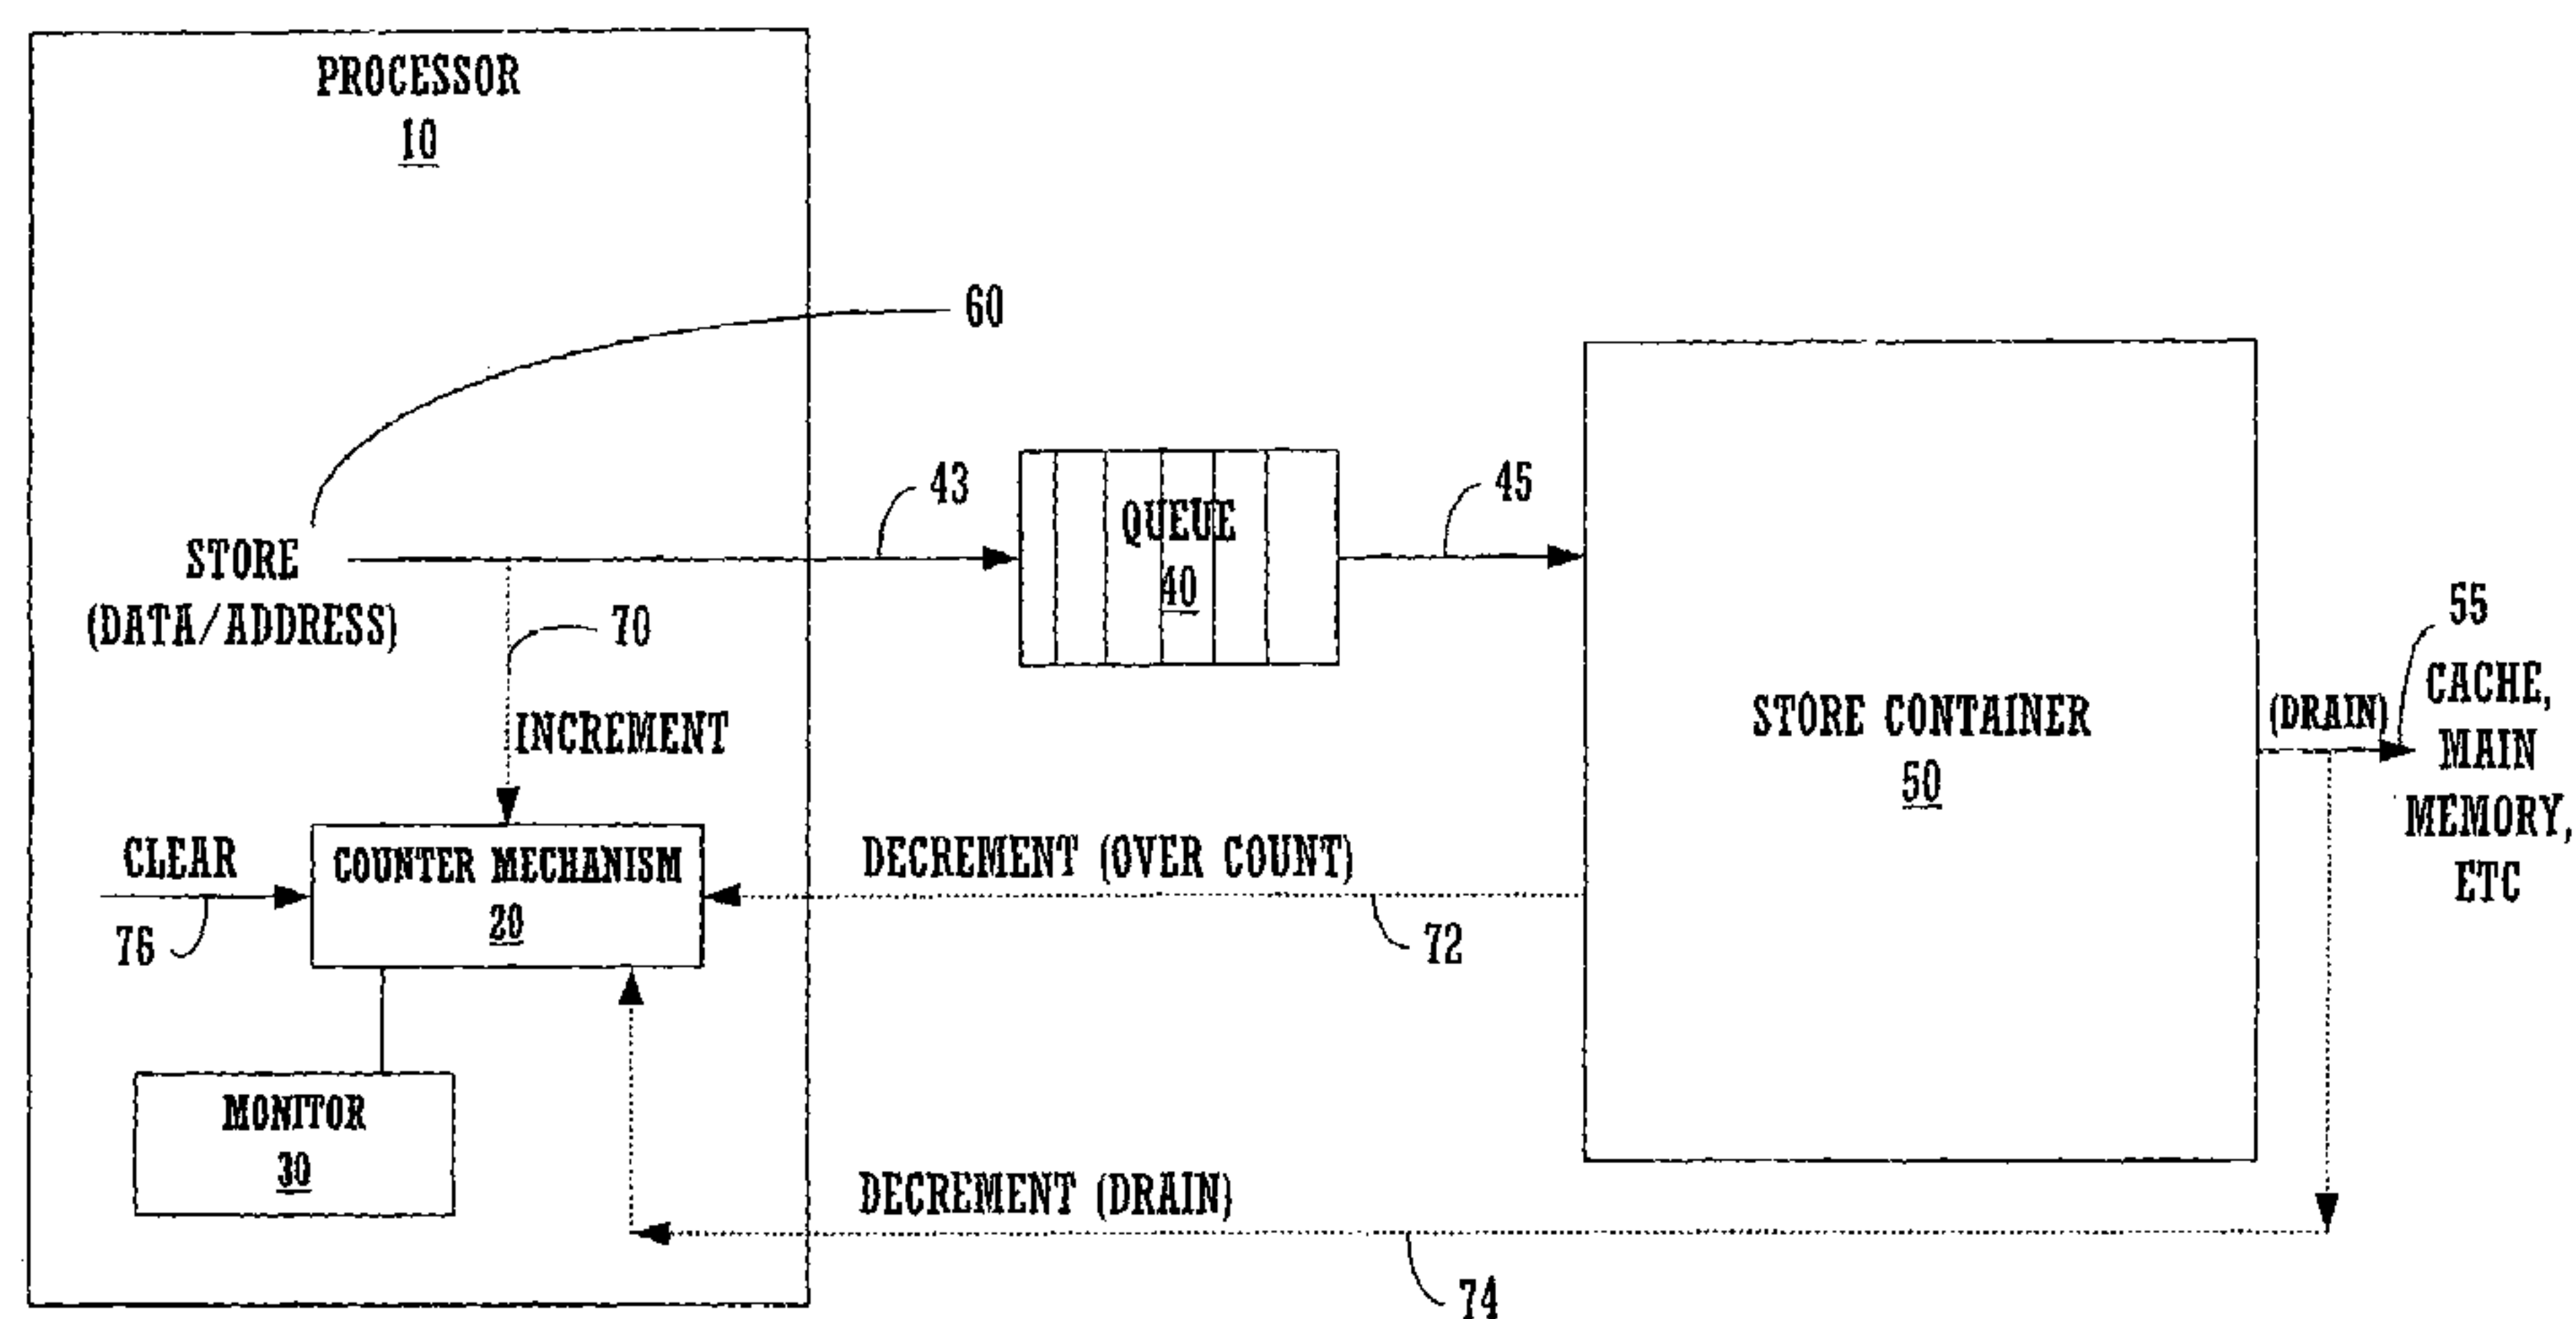 PROCESSOR
10
60
43
QUEUE
40
45
STORE
(DATA/ADDRESS)
70
INCREMENT
STORE CONTAINER
50
(DRAIN)
55
CACHE,
MAIN
MEMORY,
ETC
CLEAR
76
COUNTER MECHANISM
20
DECREMENT (OVER COUNT)
72
MONITOR
30
DECREMENT (DRAIN)
74